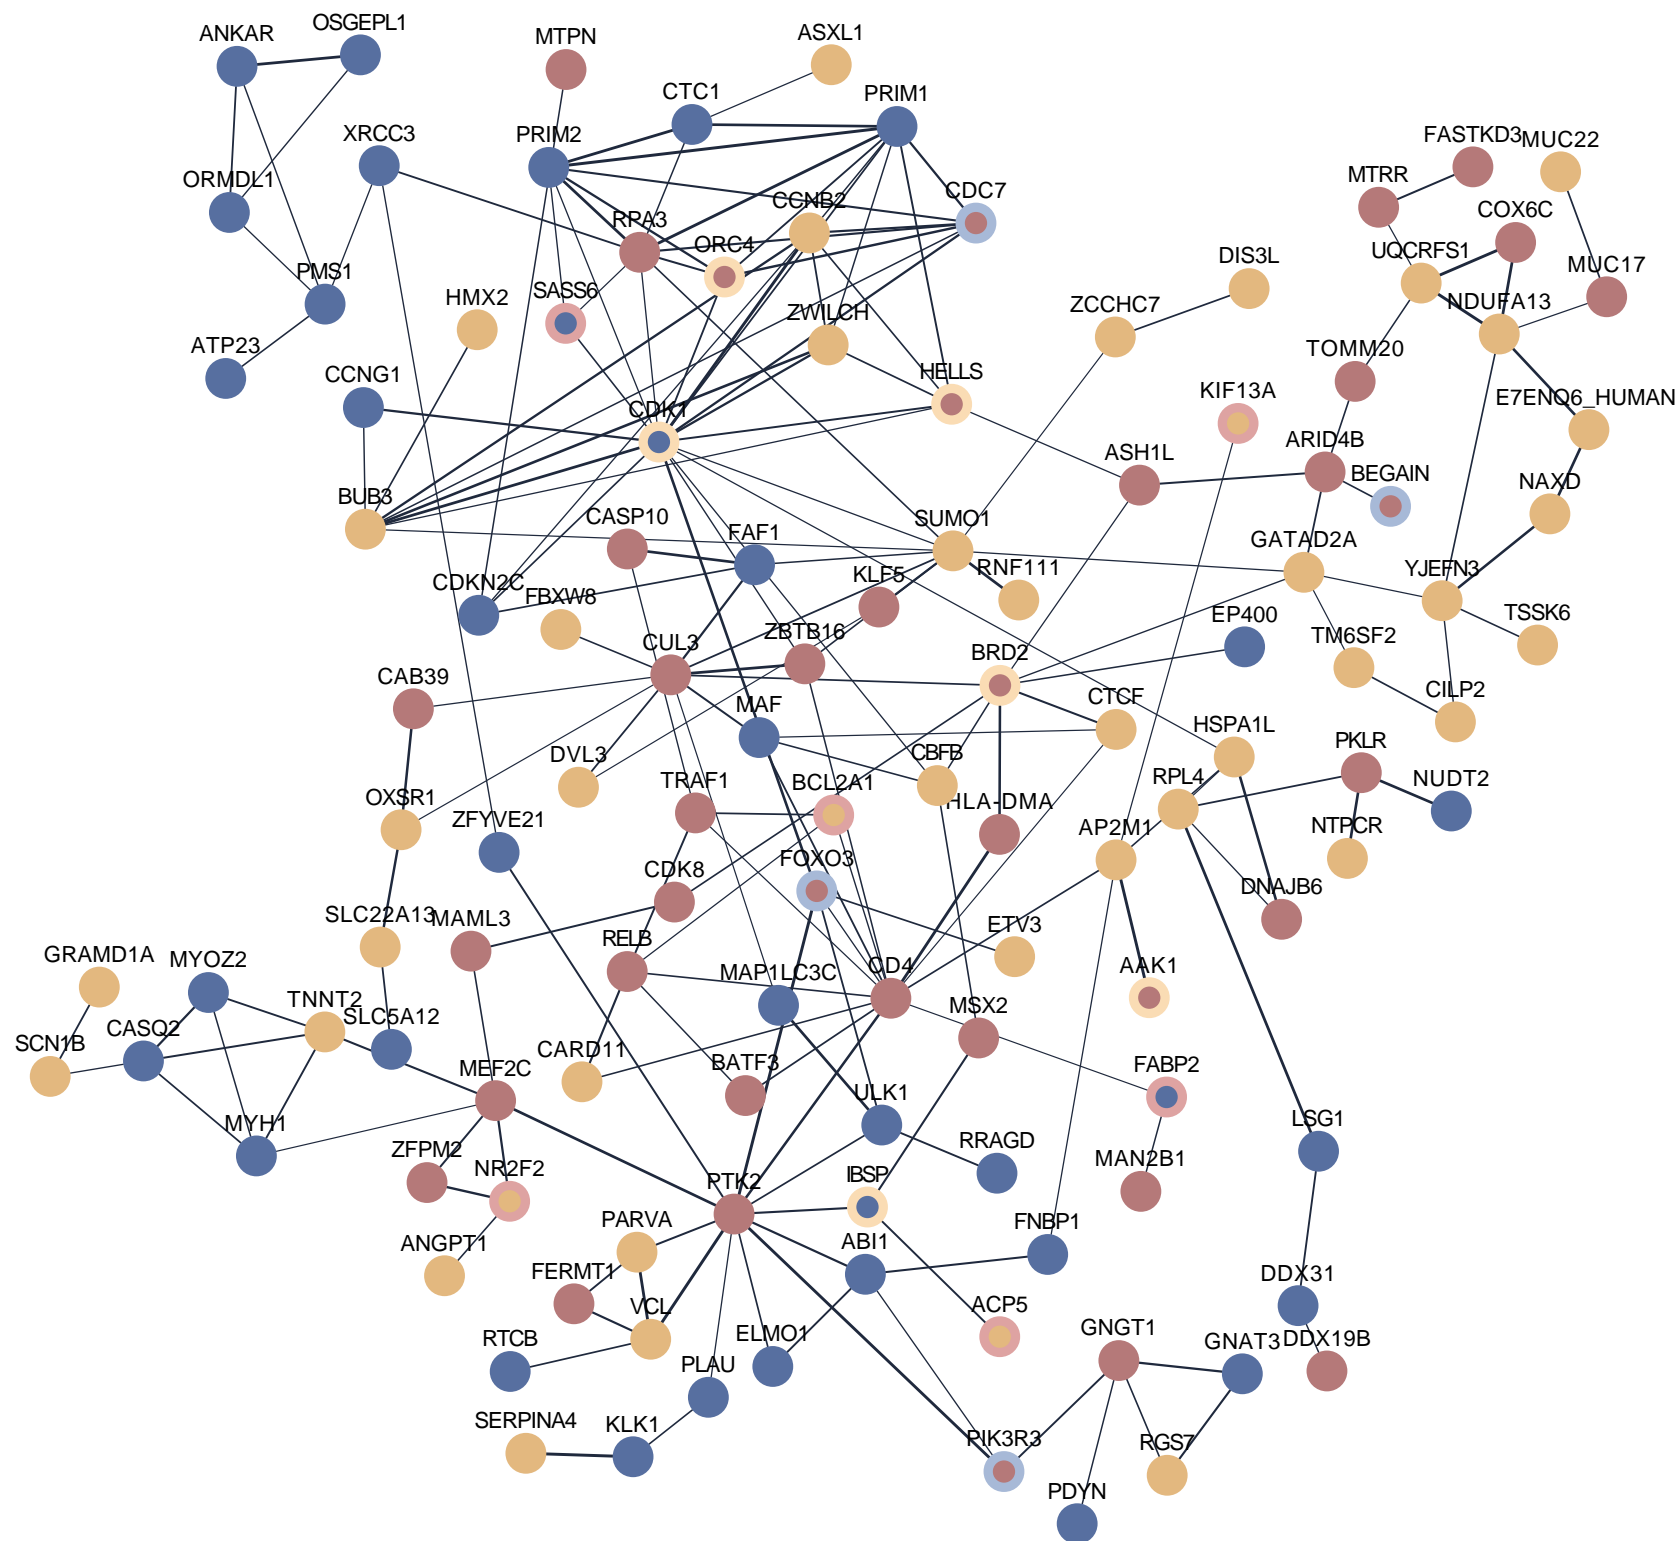 OSGEPL1
ANKAR
MTPN
ASXL1
CTC1
PRIM1
XRCC3
PRIM2
FASTKD3
MUC22
MTRR
ORMDL1
CDC7
CCNB2
RPA3
ORC4
COX6C
UQCRFS1
DIS3L
MUC17
PMS1
HMX2
SASS6
ZWILCH
ZCCHC7
NDUFA13
ATP23
TOMM20
CCNG1
HELLS
KIF13A
E7ENQ6_HUMAN
CDK1
ARID4B
ASH1L
BEGAIN
NAXD
BUB3
CASP10
FAF1
SUMO1
GATAD2A
RNF111
YJEFN3
KLF5
CDKN2C
FBXW8
EP400
TSSK6
CUL3
ZBTB16
TM6SF2
BRD2
CAB39
CILP2
CTCF
MAF
HSPA1L
PKLR
DVL3
CBFB
TRAF1
BCL2A1
RPL4
NUDT2
OXSR1
HLA-DMA
ZFYVE21
AP2M1
NTPCR
FOXO3
CDK8
DNAJB6
SLC22A13
MAML3
ETV3
RELB
GRAMD1A
MYOZ2
AAK1
MAP1LC3C
CD4
TNNT2
MSX2
SLC5A12
CASQ2
SCN1B
CARD11
BATF3
FABP2
MEF2C
ULK1
MYH1
LSG1
RRAGD
ZFPM2
NR2F2
MAN2B1
PTK2
IBSP
PARVA
FNBP1
ABI1
ANGPT1
FERMT1
DDX31
VCL
ACP5
GNGT1
RTCB
ELMO1
GNAT3
DDX19B
PLAU
SERPINA4
KLK1
PIK3R3
RGS7
PDYN